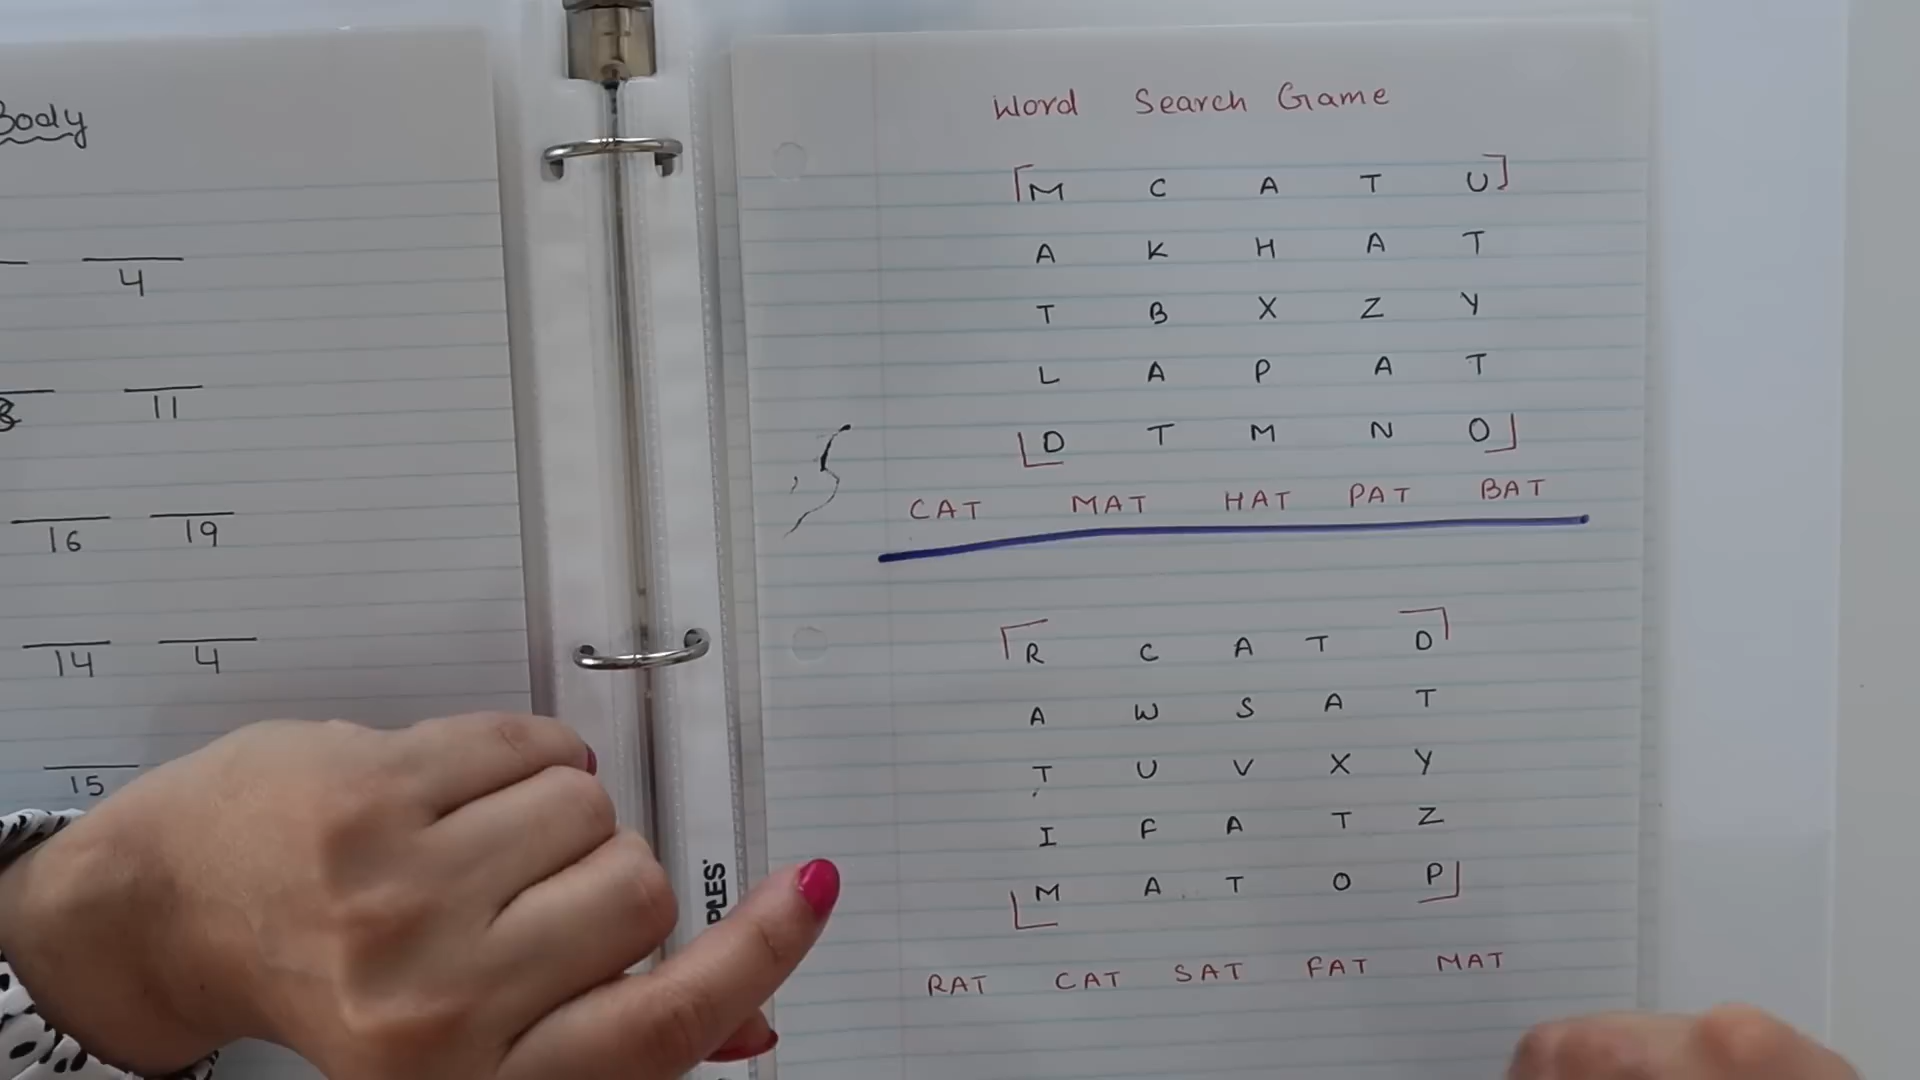 Body
4
8 11
16 19
14 4
15
PLES
Word Search Game
M C A T U
A K H A T
T B X Z Y
L A P A T
D T M N O
CAT MAT HAT PAT BAT
R C A T D
A W S A T
T U V X Y
I F A T Z
M A T O P
RAT CAT SAT FAT MAT